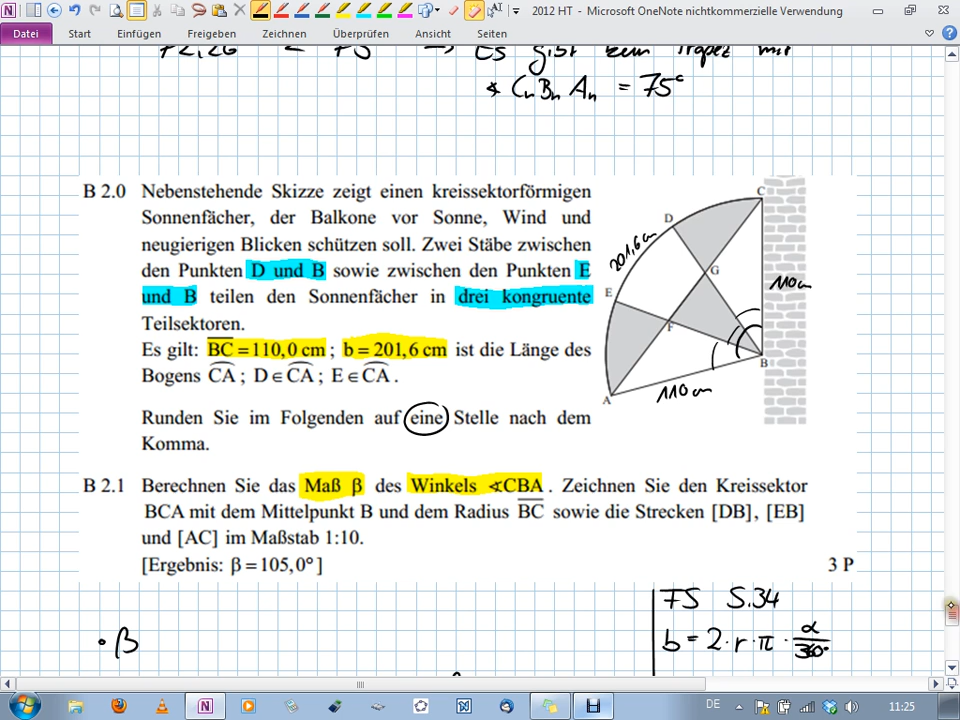 2012 HT - Microsoft OneNote nichtkommerzielle Verwendung
Datei Start Einfügen Freigeben Zeichnen Überprüfen Ansicht Seiten
Es gibt kein Trapez mit
∢ CnBnAn = 75°
B 2.0 Nebenstehende Skizze zeigt einen kreissektorförmigen
Sonnenfächer, der Balkone vor Sonne, Wind und
neugierigen Blicken schützen soll. Zwei Stäbe zwischen
den Punkten D und B sowie zwischen den Punkten E
und B teilen den Sonnenfächer in drei kongruente
Teilsektoren.
Es gilt: BC = 110,0 cm ; b = 201,6 cm ist die Länge des
Bogens CA ; D ∈ CA ; E ∈ CA .
Runden Sie im Folgenden auf eine Stelle nach dem
Komma.
C
D
201,6 cm
G
E
110 cm
F
B
110 cm
A
B 2.1 Berechnen Sie das Maß β des Winkels ∢CBA . Zeichnen Sie den Kreissektor
BCA mit dem Mittelpunkt B und dem Radius BC sowie die Strecken [DB], [EB]
und [AC] im Maßstab 1:10.
[Ergebnis: β = 105,0° ] 3 P
FS S.34
• β
b = 2 · r · π · α/360°
DE 11:25